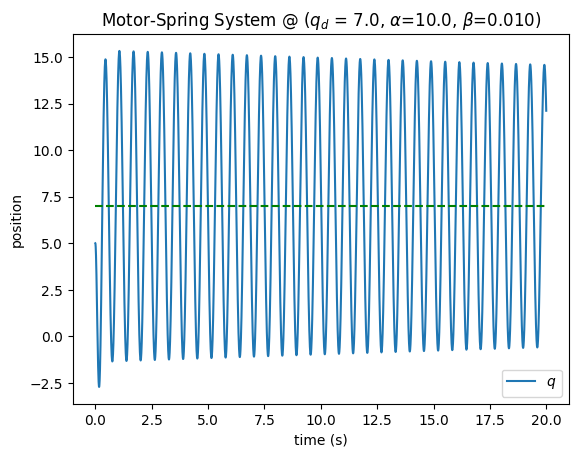 Motor-Spring System @ (q_d = 7.0, α=10.0, β=0.010)
15.0
12.5
10.0
7.5
5.0
2.5
0.0
−2.5
position
q
0.0 2.5 5.0 7.5 10.0 12.5 15.0 17.5 20.0
time (s)